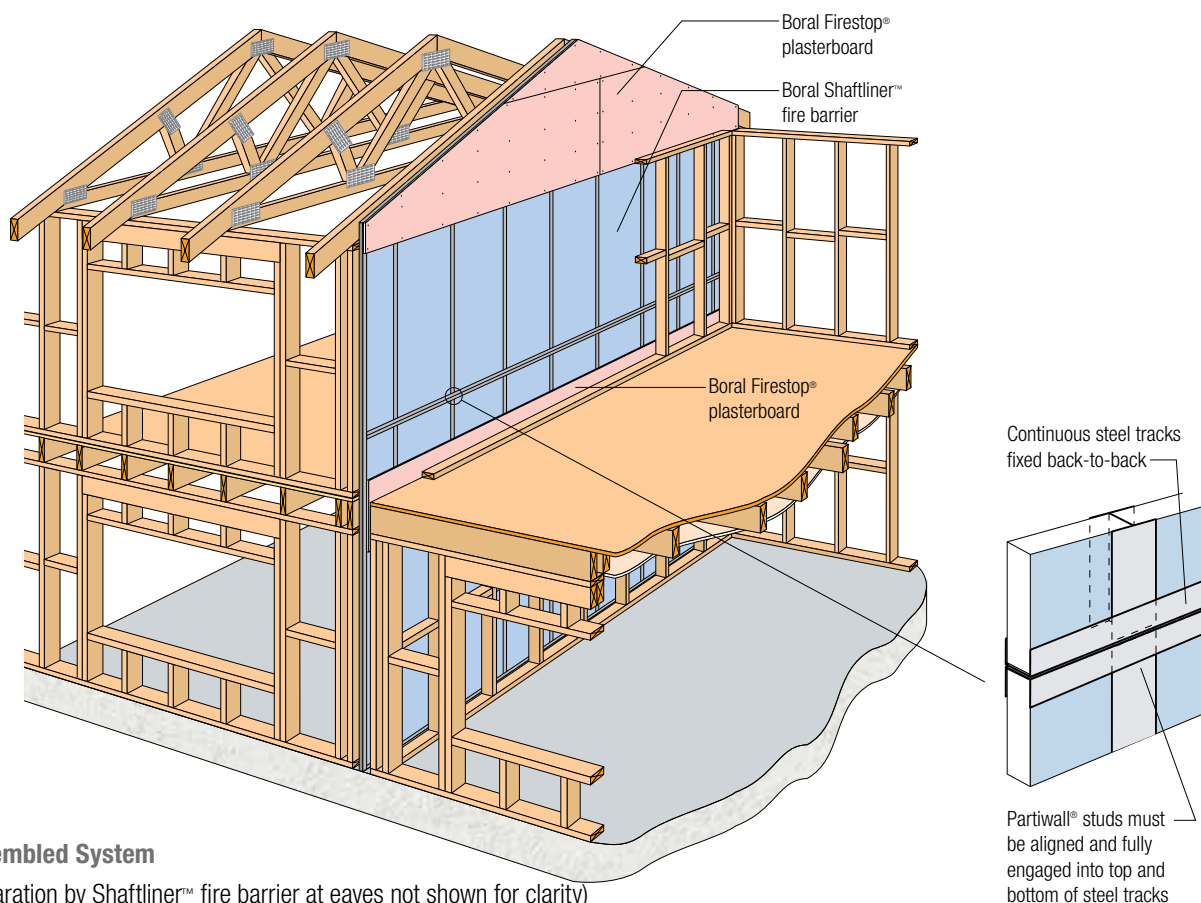 Boral Firestop®
plasterboard
Boral Shaftliner™
fire barrier
Boral Firestop®
plasterboard
Continuous steel tracks
fixed back-to-back
Partiwall® studs must
be aligned and fully
engaged into top and
bottom of steel tracks
embled System
aration by Shaftliner™ fire barrier at eaves not shown for clarity)